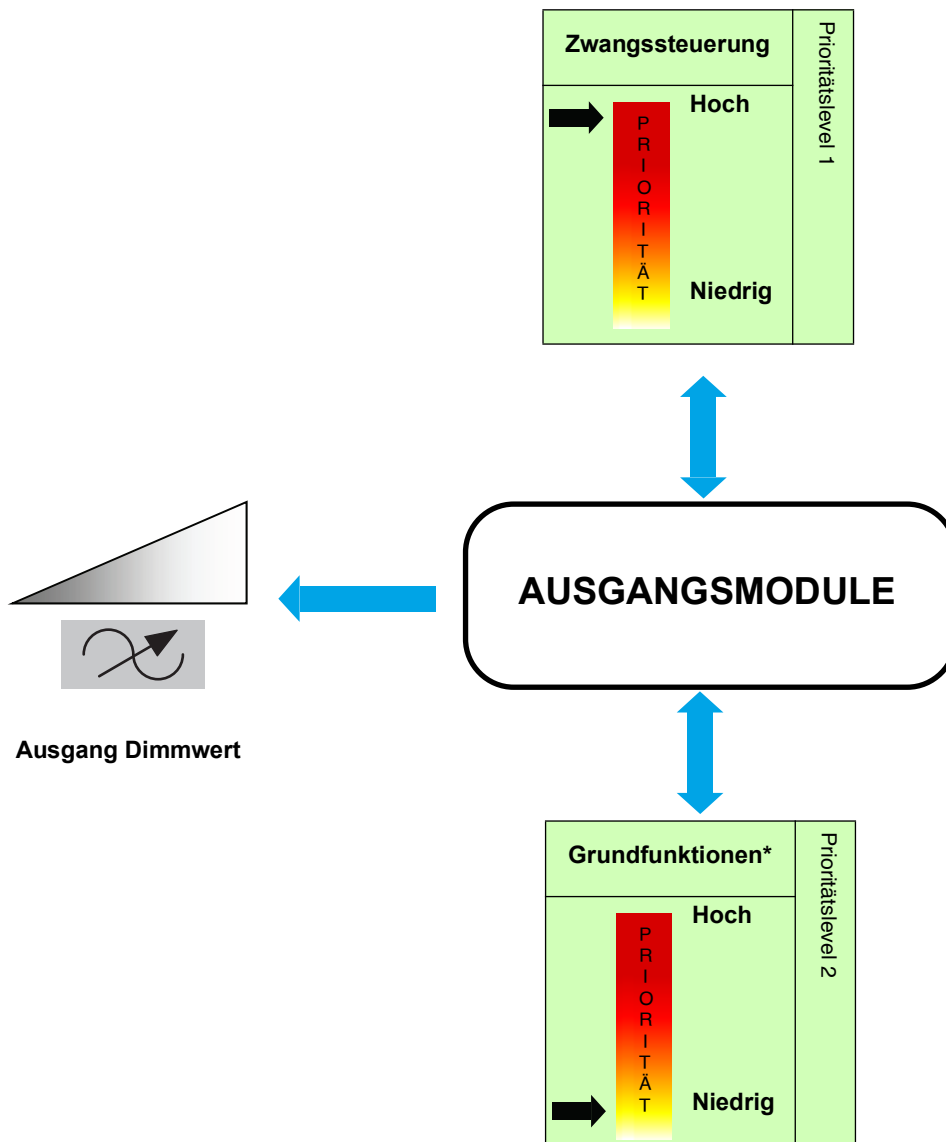 Zwangssteuerung
Prioritätslevel 1
Hoch
PRIORITÄT
Niedrig
AUSGANGSMODULE
Ausgang Dimmwert
Grundfunktionen*
Prioritätslevel 2
Hoch
PRIORITÄT
Niedrig